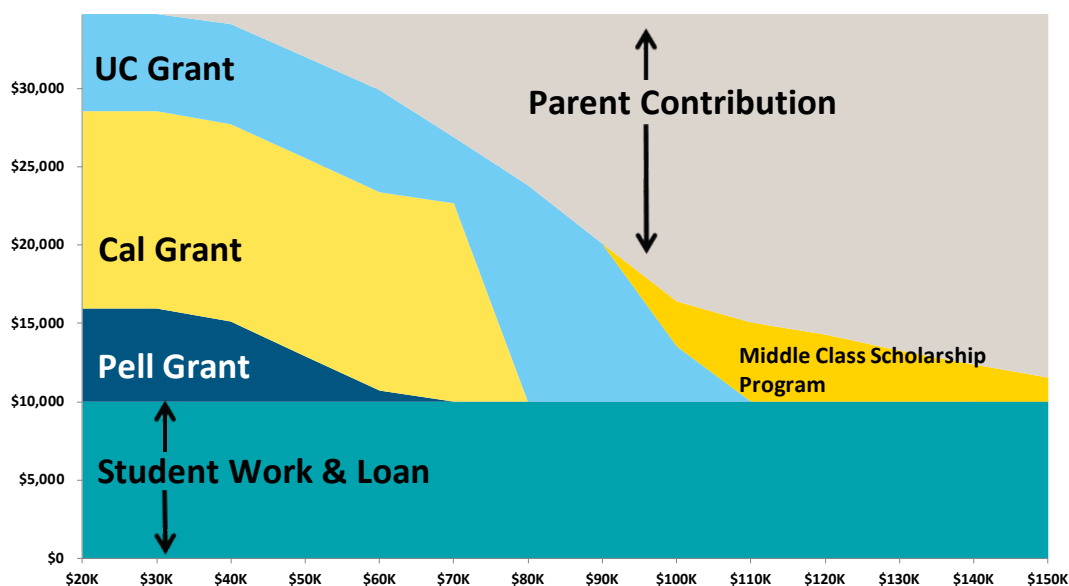 UC Grant
$30,000
Parent Contribution
$25,000
Cal Grant
$20,000
$15,000
Middle Class Scholarship
Program
Pell Grant
$10,000
Student Work & Loan
$5,000
$0
$20K $30K $40K $50K $60K $70K $80K $90K $100K $110K $120K $130K $140K $150K